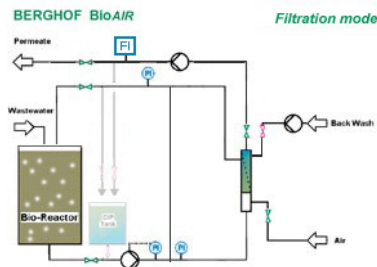 BERGHOF BioAIR
Filtration mode
Permeate
FI
PI
Wastewater
Back Wash
Bio-Reactor
CIP
Tank
Air
PI
PI